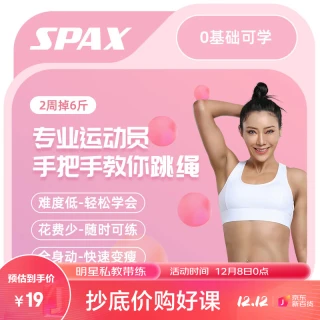 SPAX
0基础可学
2周掉6斤
专业运动员
手把手教你跳绳
难度低-轻松学会
花费少-随时可练
全身动-快速变瘦
明星私教带练
活动时间
12月8日0点
预估到手价
￥19
抄底价购好课
12.12
京东
新百货